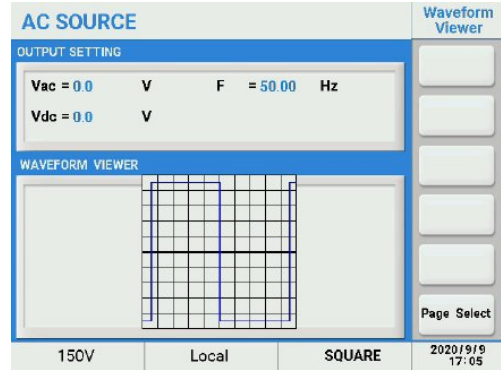 AC SOURCE
Waveform
Viewer
OUTPUT SETTING
Vac = 0.0 V F = 50.00 Hz
Vdc = 0.0 V
WAVEFORM VIEWER
Page Select
150V Local SQUARE 2020/9/9
17:05